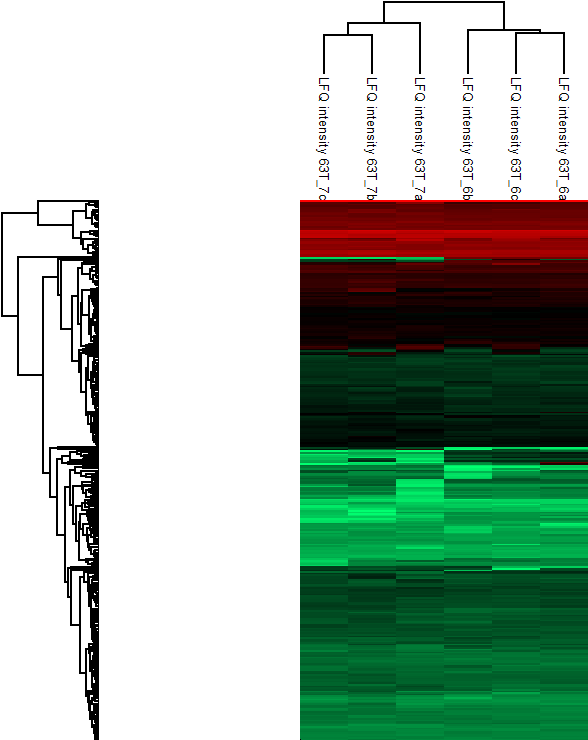 LFQ intensity 63T_7c
LFQ intensity 63T_7b
LFQ intensity 63T_7a
LFQ intensity 63T_6b
LFQ intensity 63T_6c
LFQ intensity 63T_6a